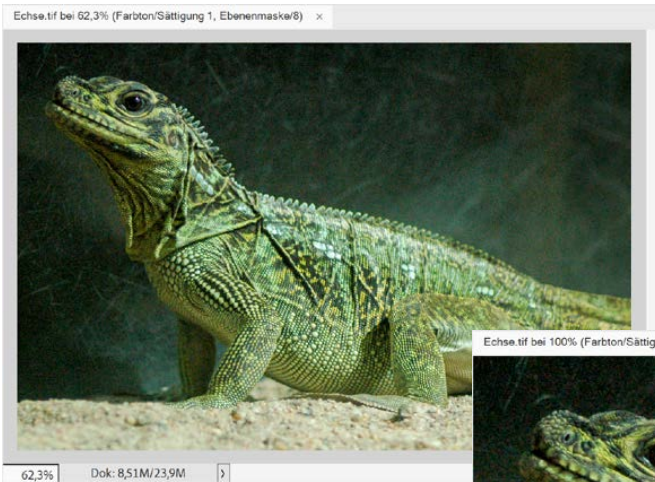 Echse.tif bei 62,3% (Farbton/Sättigung 1, Ebenenmaske/8) ×
Echse.tif bei 100% (Farbton/Sättig
62,3% Dok: 8,51M/23,9M